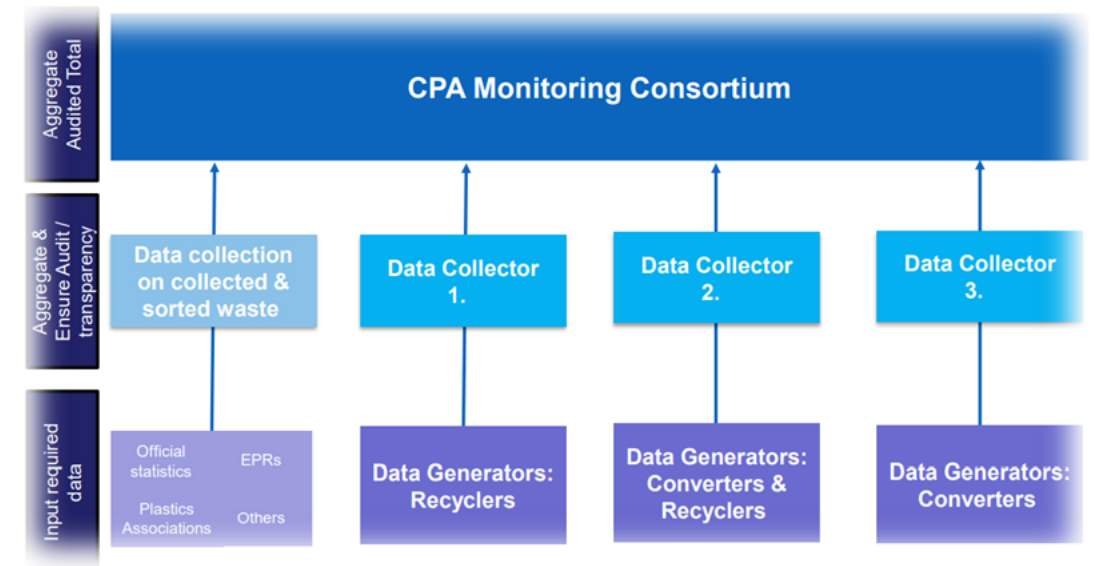 Aggregate
Audited Total
CPA Monitoring Consortium
Aggregate &
Ensure Audit /
transparency
Data collection
on collected &
sorted waste
Data Collector
1.
Data Collector
2.
Data Collector
3.
Input required
data
Official
statistics
EPRs
Plastics
Associations
Others
Data Generators:
Recyclers
Data Generators:
Converters &
Recyclers
Data Generators:
Converters